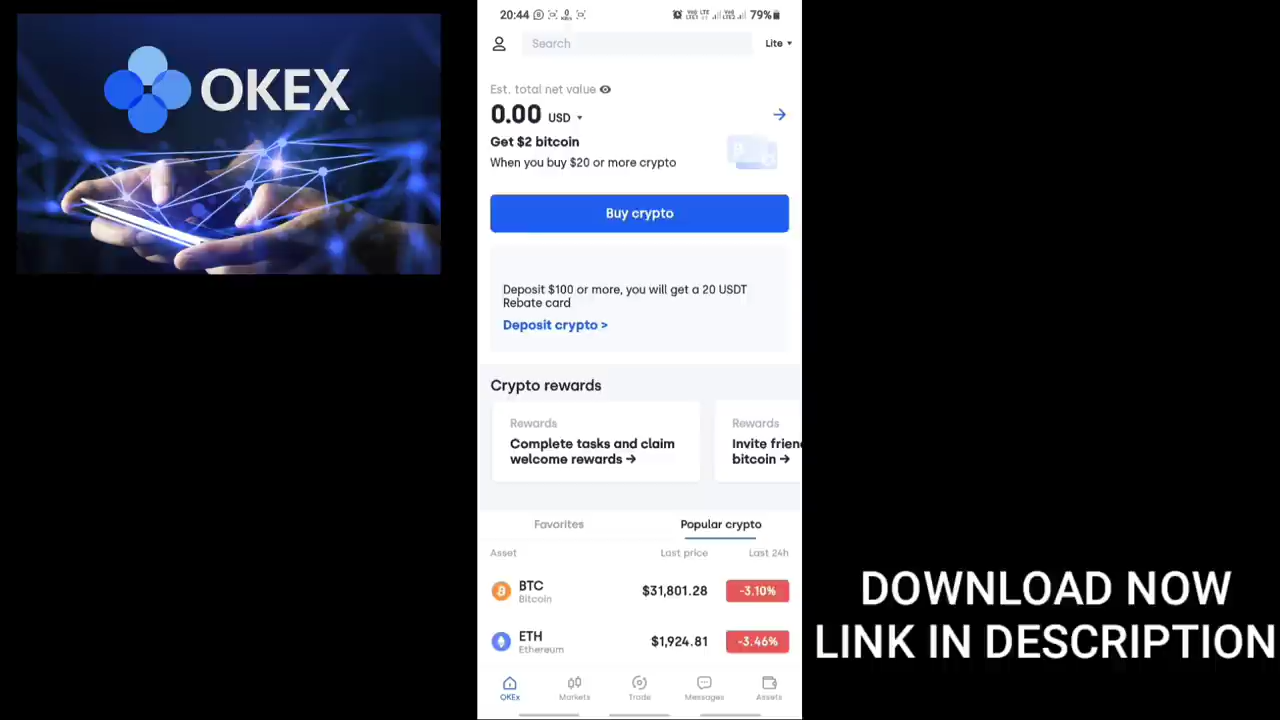 OKEX
20:44
79%
Search
Lite
Est. total net value
0.00 USD
Get $2 bitcoin
When you buy $20 or more crypto
Buy crypto
Deposit $100 or more, you will get a 20 USDT
Rebate card
Deposit crypto >
Crypto rewards
Rewards
Complete tasks and claim
welcome rewards →
Rewards
Invite frien
bitcoin →
Favorites
Popular crypto
Asset
Last price
Last 24h
BTC
Bitcoin
$31,801.28
-3.10%
ETH
Ethereum
$1,924.81
-3.46%
OKEx
Markets
Trade
Messages
Assets
DOWNLOAD NOW
LINK IN DESCRIPTION